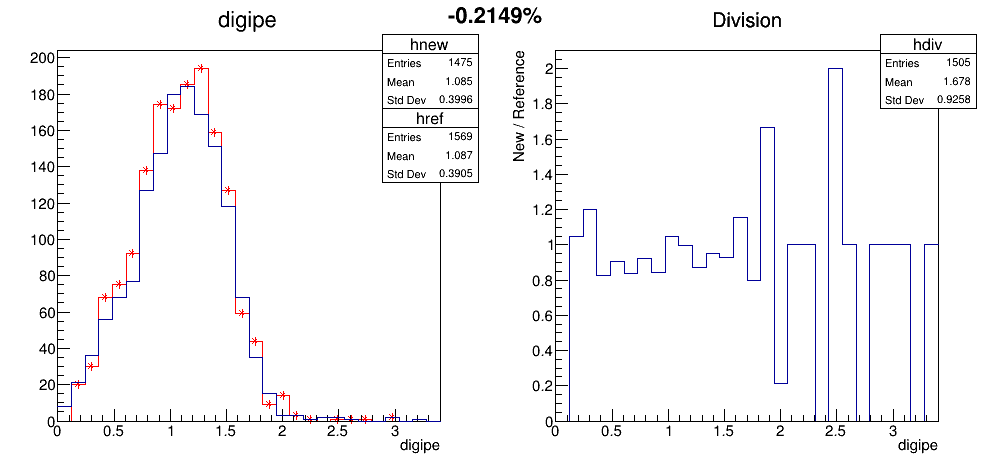 -0.2149%
digipe
hnew
Entries 1475
Mean 1.085
Std Dev 0.3996
href
Entries 1569
Mean 1.087
Std Dev 0.3905
200
180
160
140
120
100
80
60
40
20
0
0 0.5 1 1.5 2 2.5 3
digipe
Division
hdiv
Entries 1505
Mean 1.678
Std Dev 0.9258
New / Reference
2
1.8
1.6
1.4
1.2
1
0.8
0.6
0.4
0.2
0
0 0.5 1 1.5 2 2.5 3
digipe